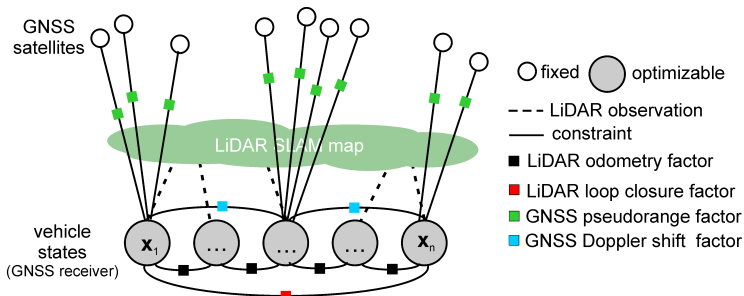 GNSS
satellites
fixed
optimizable
LiDAR observation
constraint
LiDAR SLAM map
LiDAR odometry factor
LiDAR loop closure factor
GNSS pseudorange factor
GNSS Doppler shift factor
vehicle
states
(GNSS receiver)
x1
...
...
...
xn